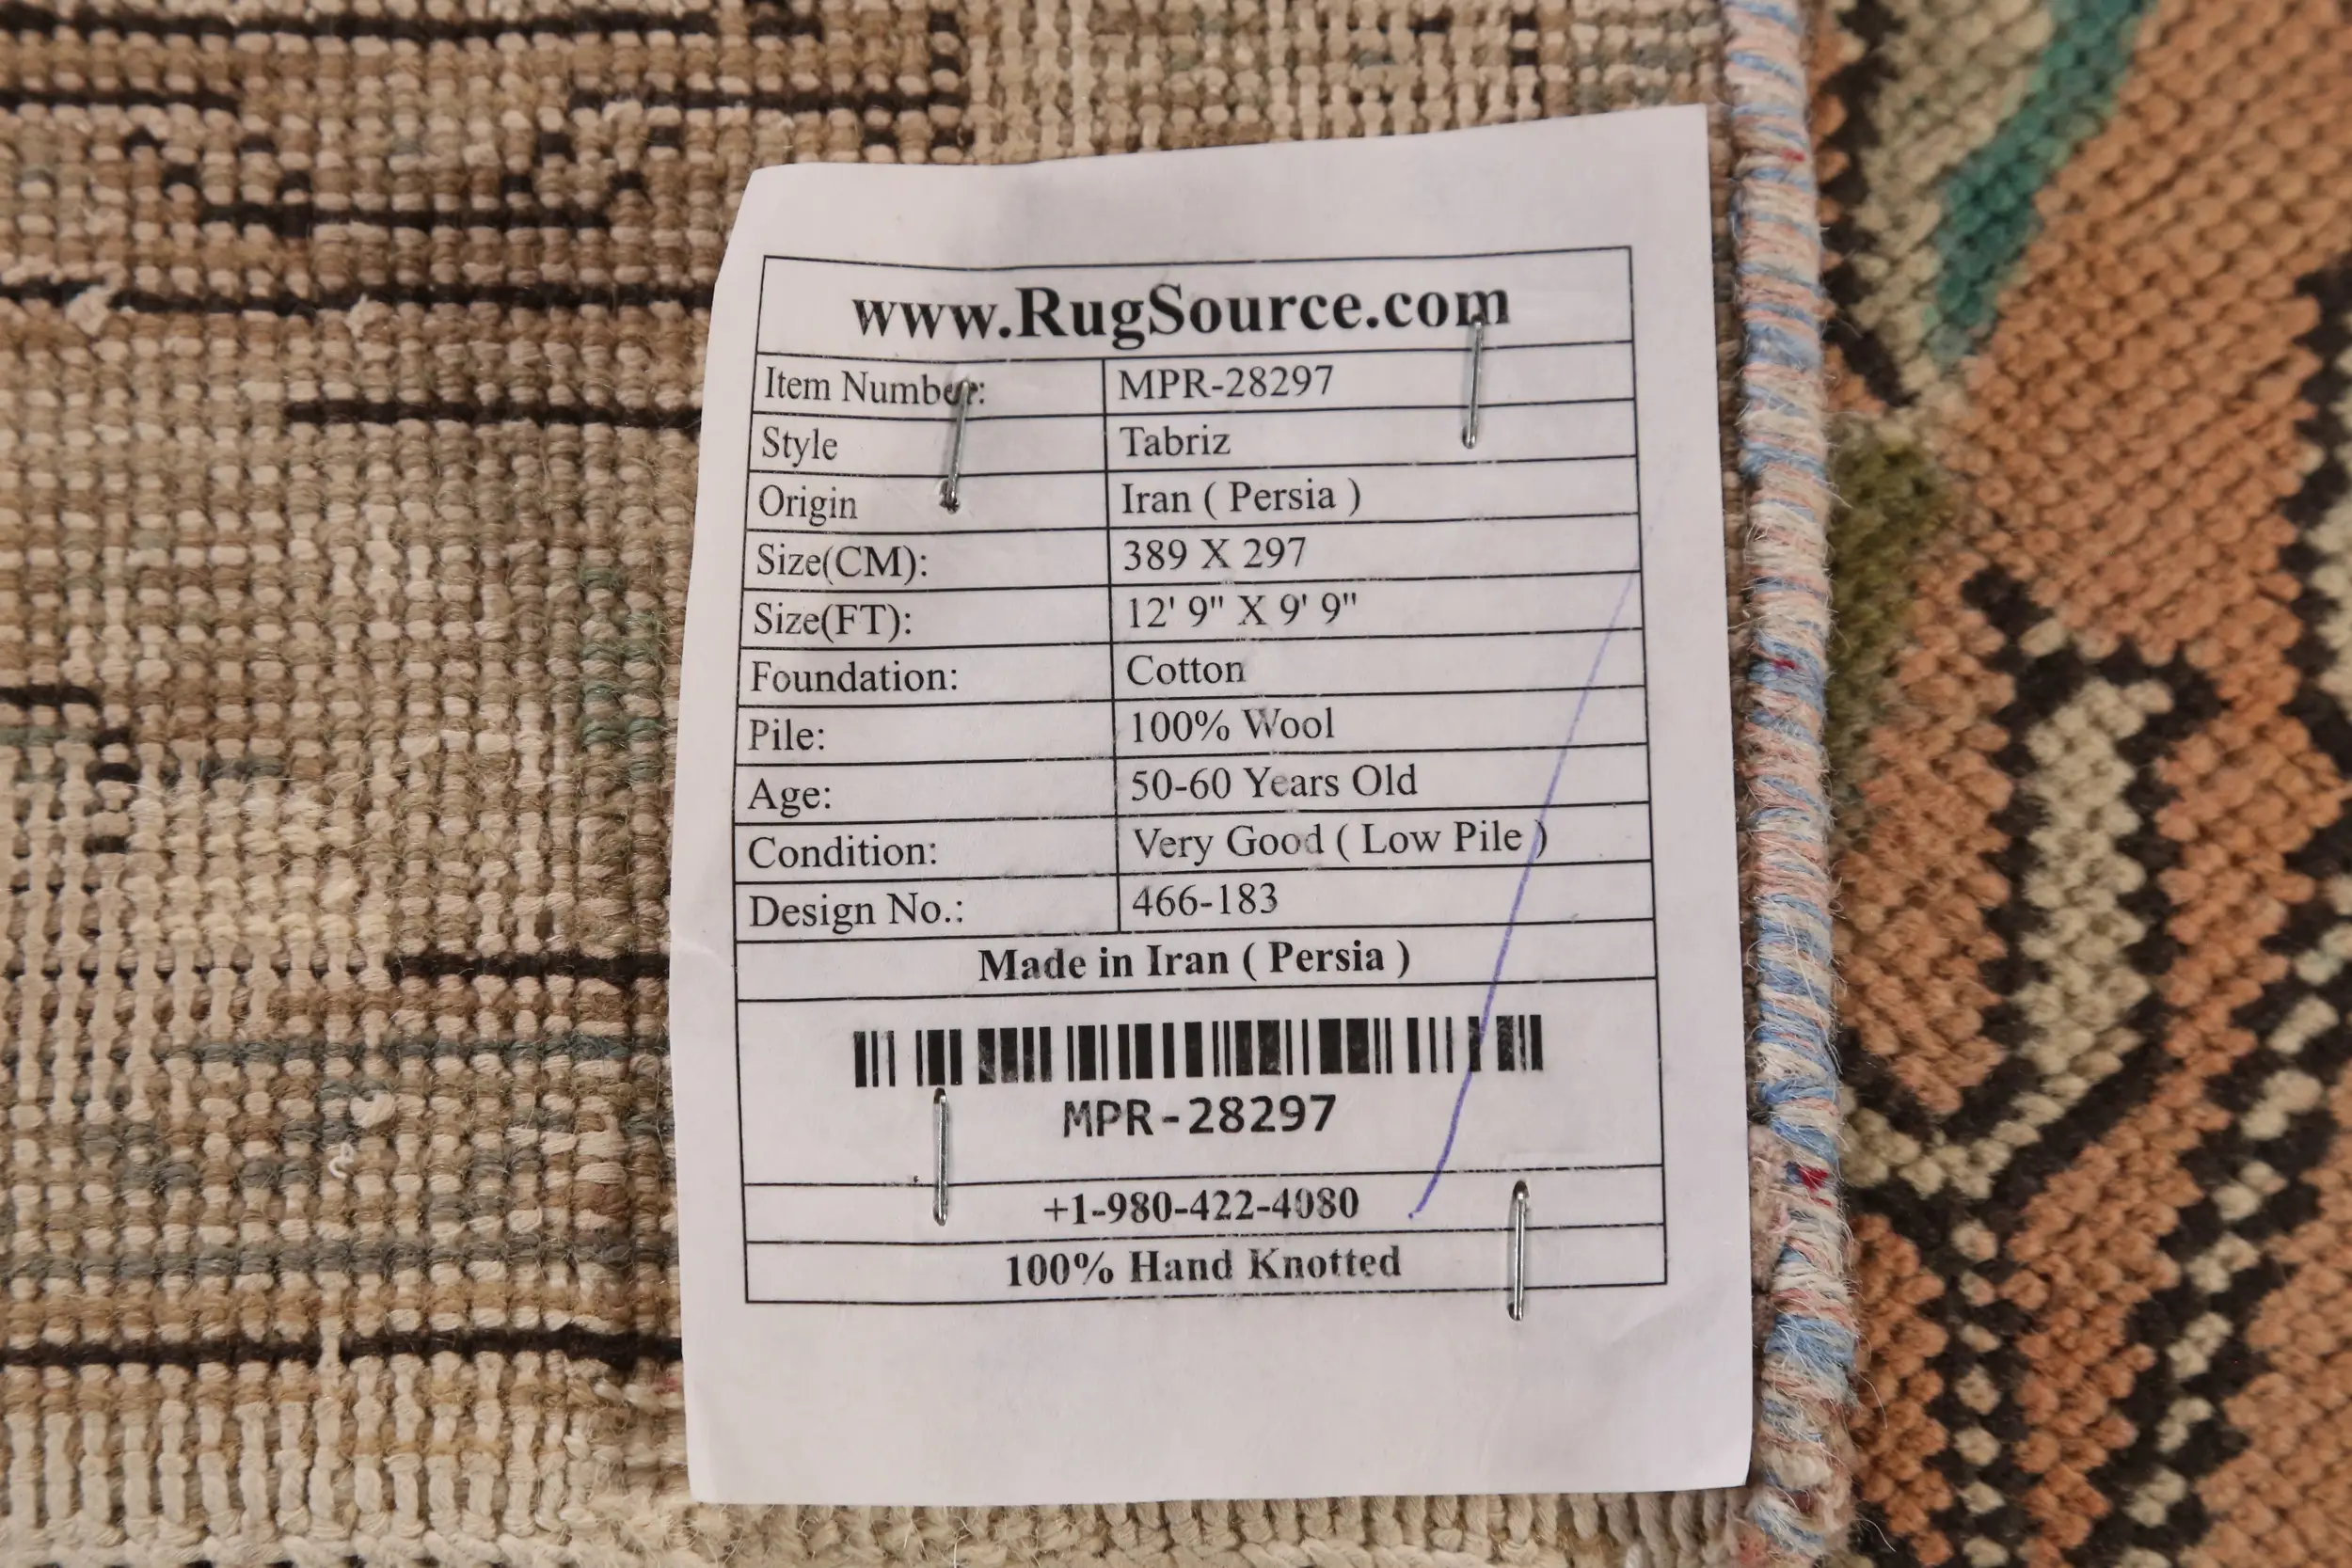 www.RugSource.com
Item Number: MPR-28297
Style Tabriz
Origin Iran ( Persia )
Size(CM): 389 X 297
Size(FT): 12' 9" X 9' 9"
Foundation: Cotton
Pile: 100% Wool
Age: 50-60 Years Old
Condition: Very Good ( Low Pile )
Design No.: 466-183
Made in Iran ( Persia )
MPR-28297
+1-980-422-4080
100% Hand Knotted